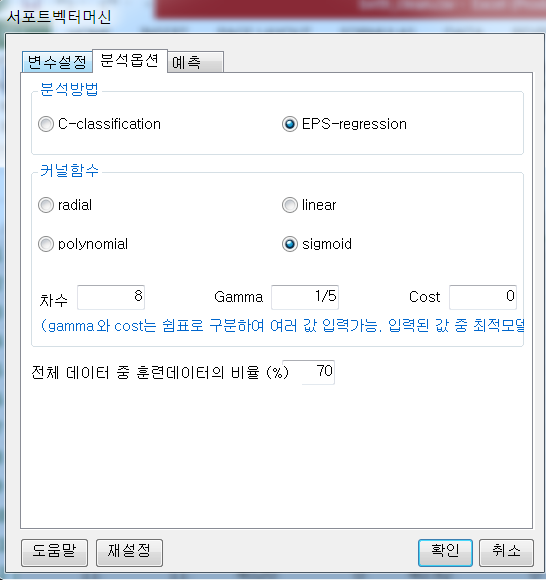 서포트벡터머신
변수설정 분석옵션 예측
분석방법
C-classification EPS-regression
커널함수
radial linear
polynomial sigmoid
차수 8 Gamma 1/5 Cost 0
(gamma와 cost는 쉼표로 구분하여 여러 값 입력가능, 입력된 값 중 최적모델
전체 데이터 중 훈련데이터의 비율 (%) 70
도움말 재설정 확인 취소